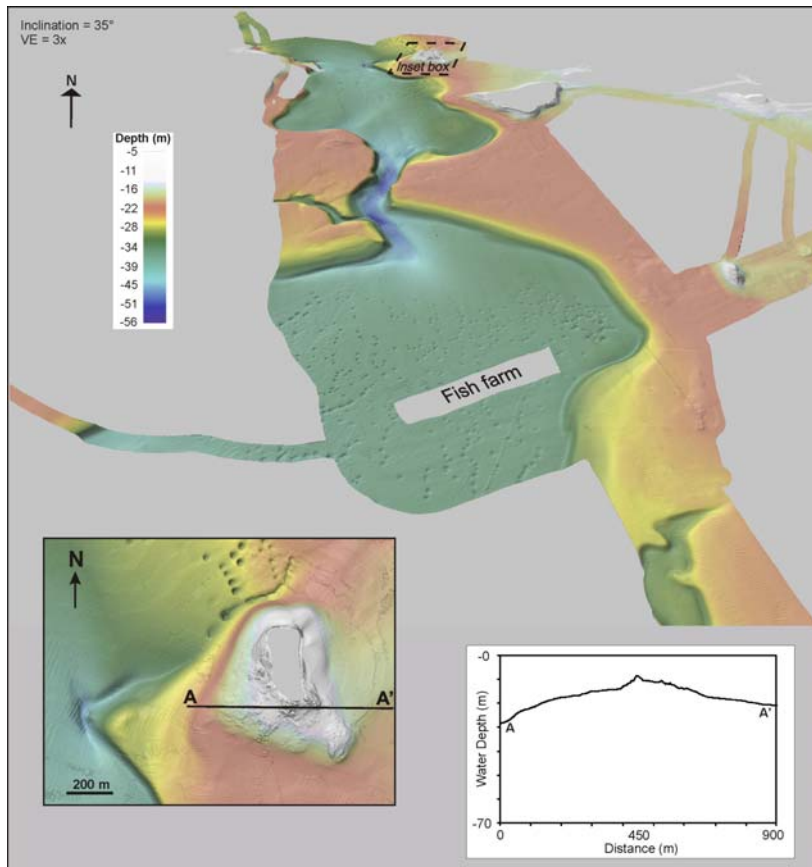 Inclination = 35°
VE = 3x
N
Inset box
Depth (m)
-5
-11
-16
-22
-28
-34
-39
-45
-51
-56
Fish farm
N
A
A'
200 m
-0
Water Depth (m)
A
A'
-70
0
450
900
Distance (m)